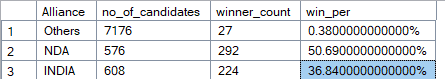 Alliance no_of_candidates winner_count win_per
1 Others 7176 27 0.3800000000000%
2 NDA 576 292 50.690000000000%
3 INDIA 608 224 36.840000000000%